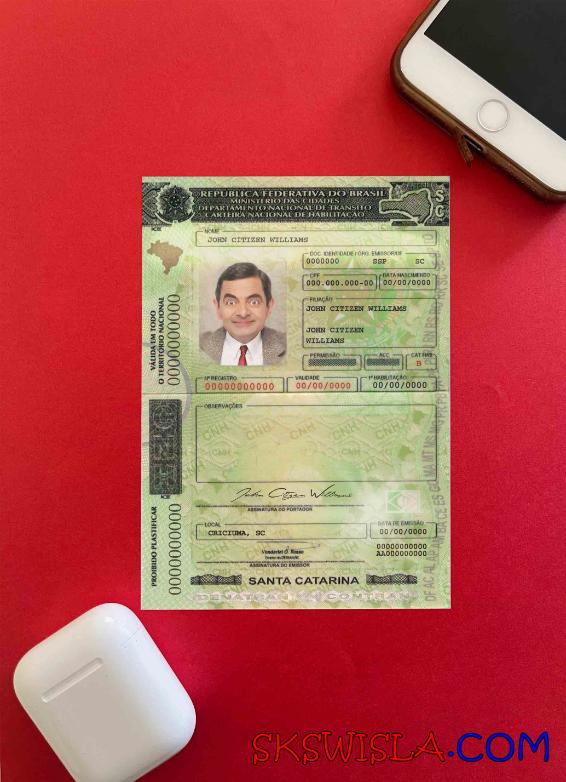 REPÚBLICA FEDERATIVA DO BRASIL
MINISTÉRIO DAS CIDADES
DEPARTAMENTO NACIONAL DE TRÂNSITO
CARTEIRA NACIONAL DE HABILITAÇÃO
SC
NOME
JOHN CITIZEN WILLIAMS
DOC. IDENTIDADE / ÓRG. EMISSOR/UF
0000000 SSP SC
CPF DATA NASCIMENTO
000.000.000-00 00/00/0000
FILIAÇÃO
JOHN CITIZEN WILLIAMS
JOHN CITIZEN
WILLIAMS
PERMISSÃO ACC CAT.HAB.
B
Nº REGISTRO VALIDADE 1ª HABILITAÇÃO
00000000000 00/00/0000 00/00/0000
VÁLIDA EM TODO
O TERRITÓRIO NACIONAL
0000000000
OBSERVAÇÕES
John Citizen Williams
ASSINATURA DO PORTADOR
LOCAL DATA DE EMISSÃO
CRICIUMA, SC 00/00/0000
00000000000
AA000000000
ASSINATURA DO EMISSOR
PROIBIDO PLASTIFICAR
0000000000
SANTA CATARINA
DENATRAN CONTRAN
SKSWISLA.COM